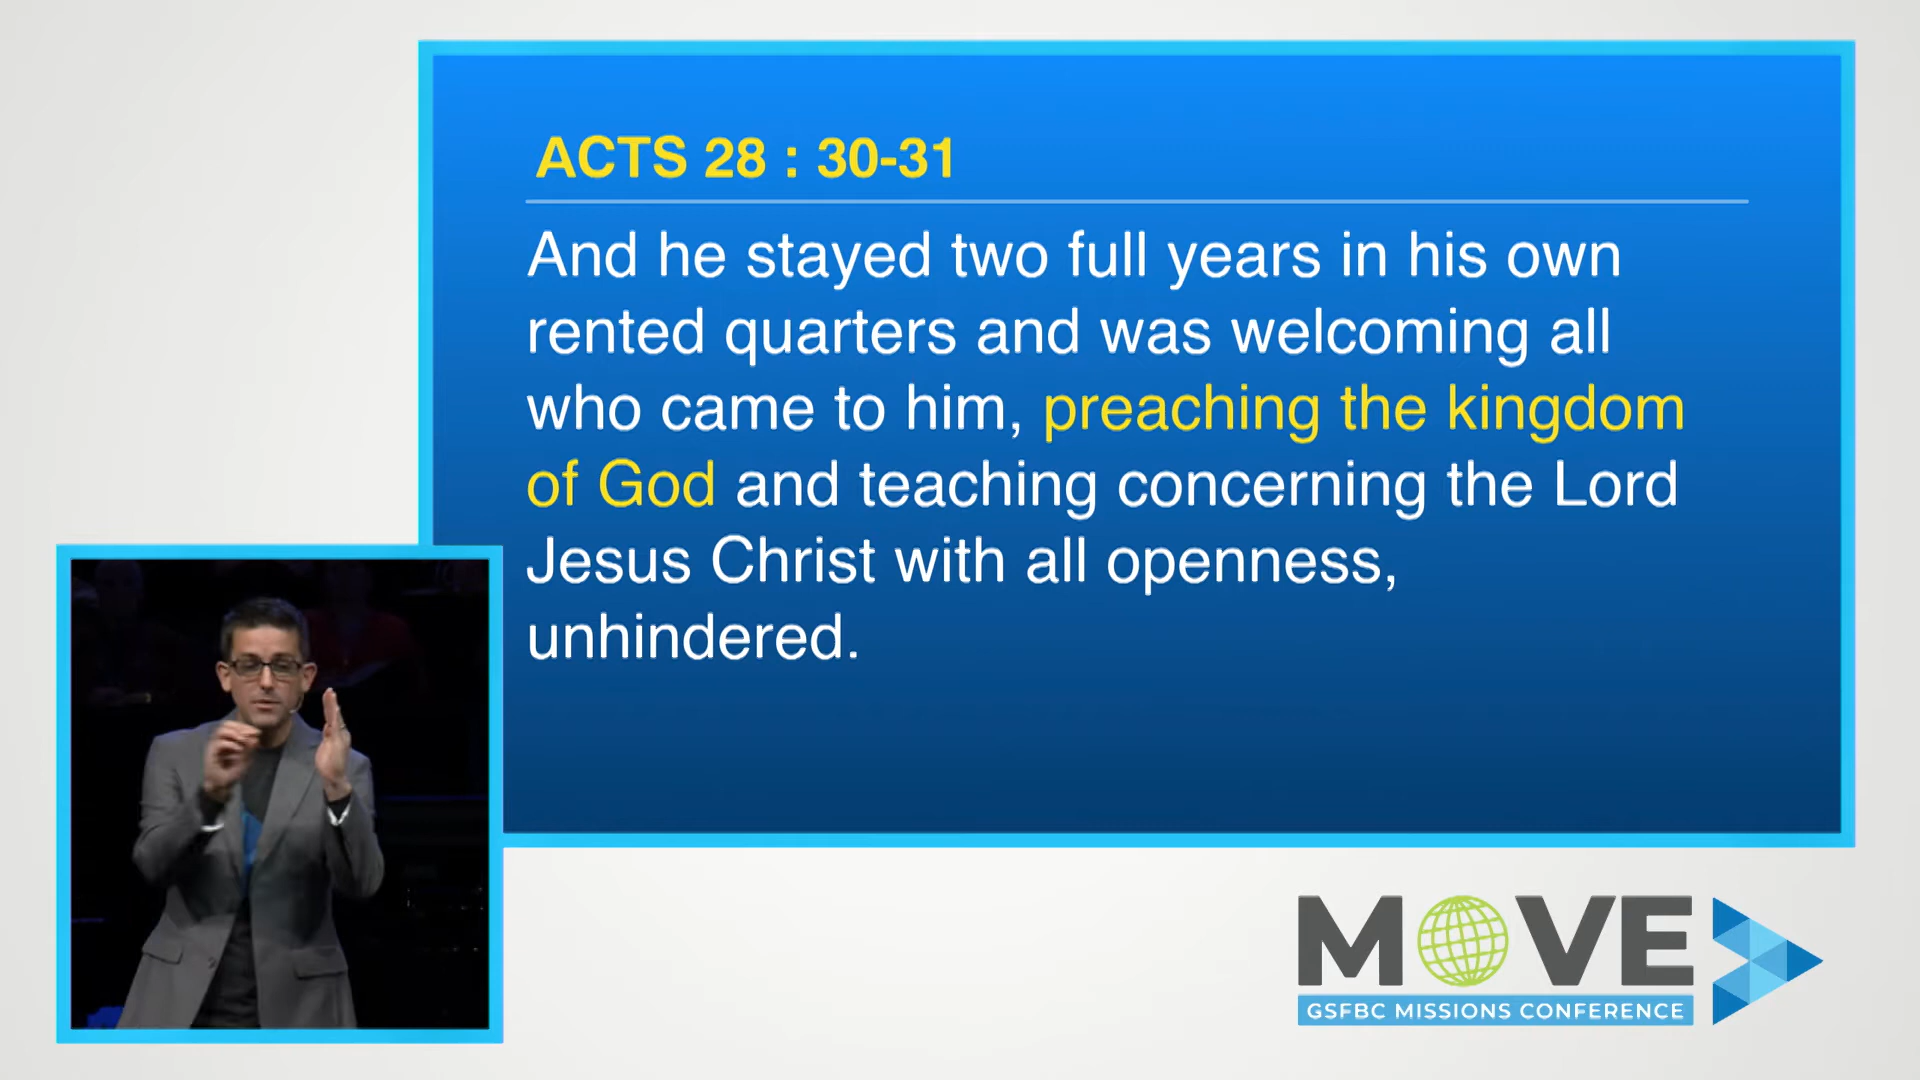 ACTS 28 : 30-31
And he stayed two full years in his own
rented quarters and was welcoming all
who came to him, preaching the kingdom
of God and teaching concerning the Lord
Jesus Christ with all openness,
unhindered.
MOVE
GSFBC MISSIONS CONFERENCE